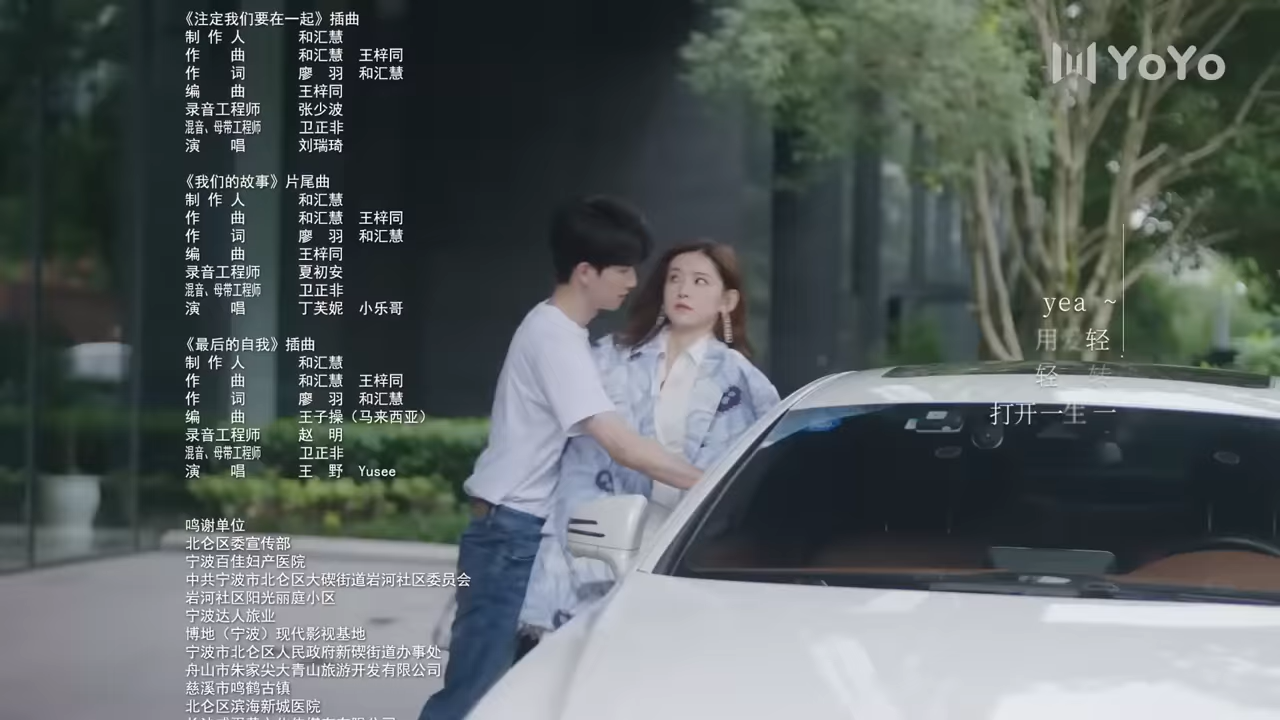 《注定我们要在一起》插曲
制作人 和汇慧
作曲 和汇慧 王梓同
作词 廖羽 和汇慧
编曲 王梓同
录音工程师 张少波
混音、母带工程师 卫正非
演唱 刘瑞琦
《我们的故事》片尾曲
制作人 和汇慧
作曲 和汇慧 王梓同
作词 廖羽 和汇慧
编曲 王梓同
录音工程师 夏初安
混音、母带工程师 卫正非
演唱 丁芙妮 小乐哥
《最后的自我》插曲
制作人 和汇慧
作曲 和汇慧 王梓同
作词 廖羽 和汇慧
编曲 王子操（马来西亚）
录音工程师 赵明
混音、母带工程师 卫正非
演唱 王野 Yusee
鸣谢单位
北仑区委宣传部
宁波百佳妇产医院
中共宁波市北仑区大碶街道岩河社区委员会
岩河社区阳光丽庭小区
宁波达人旅业
博地（宁波）现代影视基地
宁波市北仑区人民政府新碶街道办事处
舟山市朱家尖大青山旅游开发有限公司
慈溪市鸣鹤古镇
北仑区滨海新城医院
YoYo
yea ~
用爱轻
轻转
打开一生一